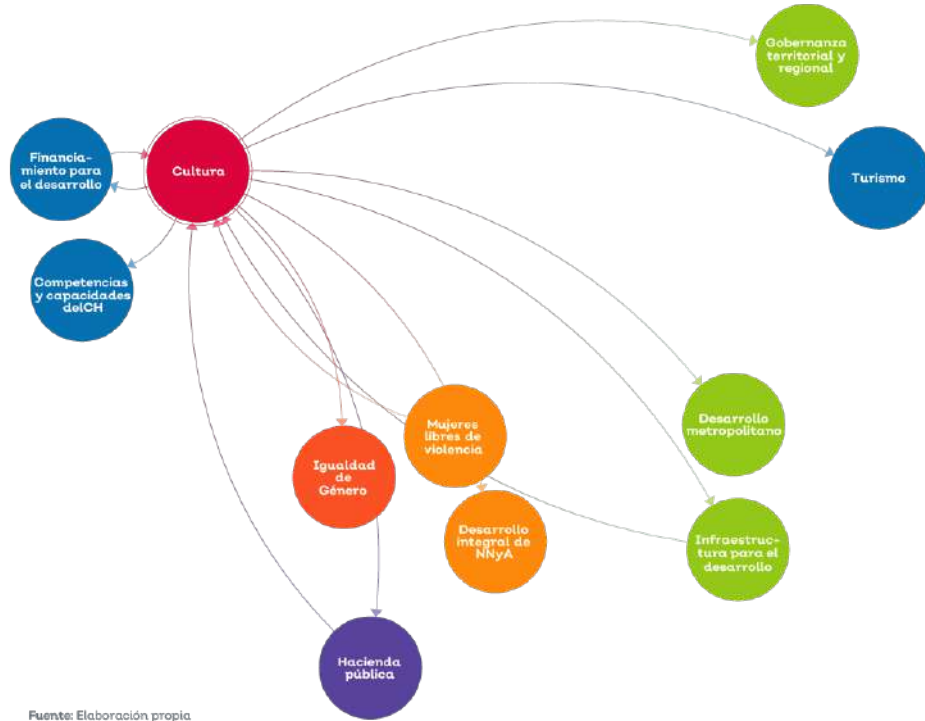 Gobernanza
territorial y
regional
Financia-
miento para
el desarrollo
Cultura
Turismo
Competencias
y capacidades
delCH
Mujeres
libres de
violencia
Desarrollo
metropolitano
Igualdad
de
Género
Desarrollo
integral de
NNyA
Infraestruc-
tura para el
desarrollo
Hacienda
pública
Fuente: Elaboración propia